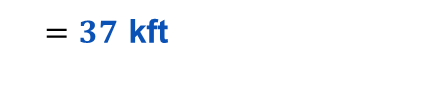 = 37 kft